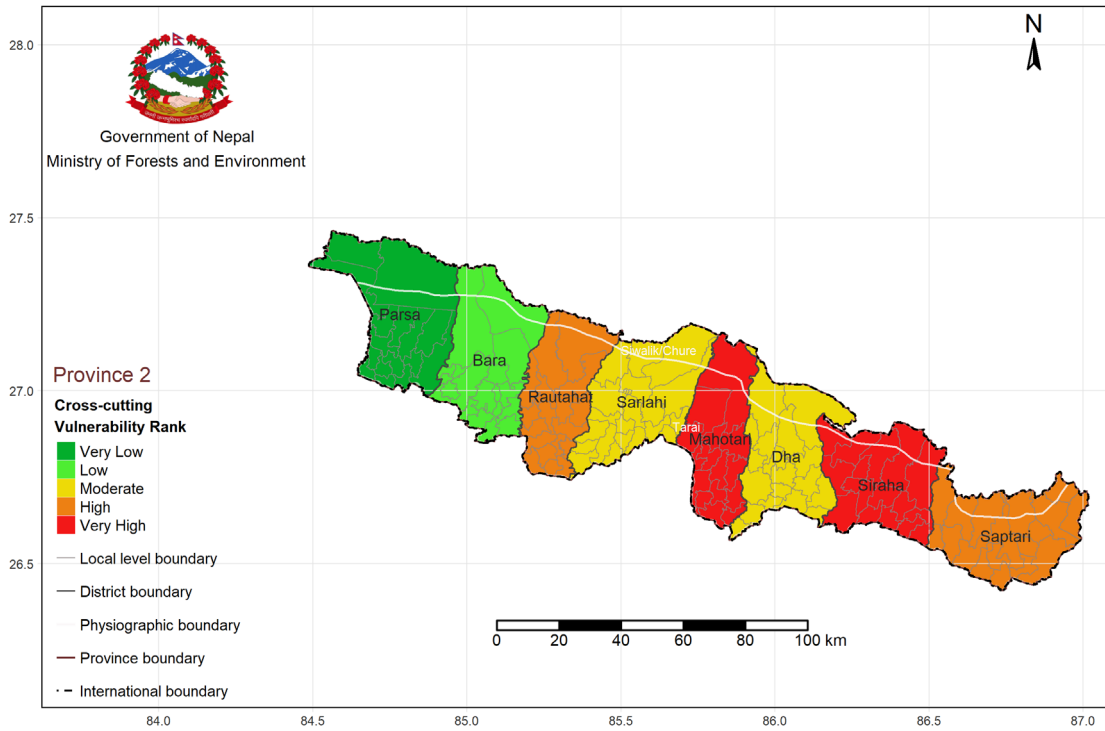 N
28.0
Government of Nepal
Ministry of Forests and Environment
27.5
Parsa
Siwalik/Chure
Bara
Province 2
27.0
Rautahat
Sarlahi
Cross-cutting
Vulnerability Rank
Tarai
Mahotari
Very Low
Dha
Low
Moderate
Siraha
High
Very High
Saptari
Local level boundary
26.5
District boundary
Physiographic boundary
0 20 40 60 80 100 km
Province boundary
International boundary
84.0 84.5 85.0 85.5 86.0 86.5 87.0